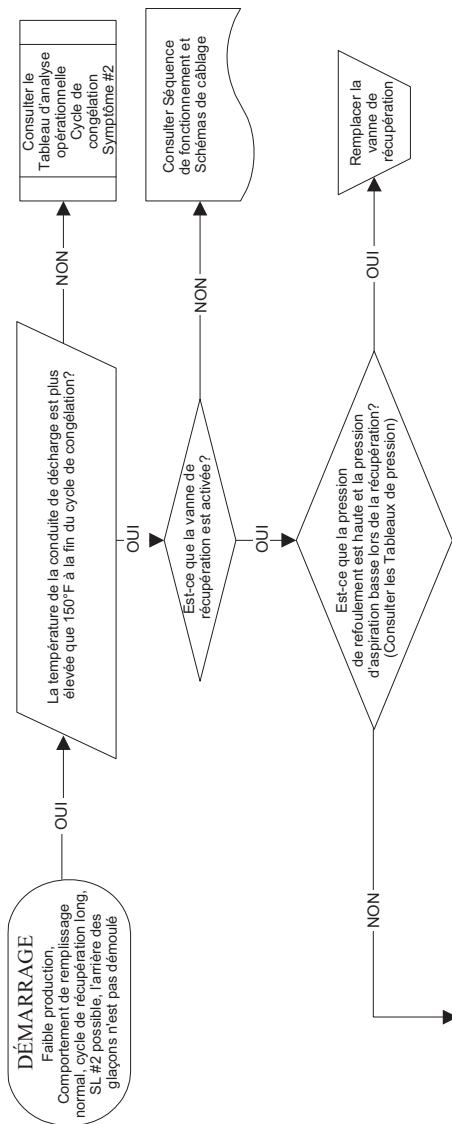 DÉMARRAGE
Faible production,
Comportement de remplissage
normal, cycle de récupération long,
SL #2 possible, l'arrière des
glaçons n'est pas démoulé
OUI
La température de la conduite de décharge est plus
élevée que 150°F à la fin du cycle de congélation?
NON
Consulter le
Tableau d'analyse
opérationnelle
Cycle de
congélation
Symptôme #2
OUI
Est-ce que la vanne de
récupération est activée?
NON
Consulter Séquence
de fonctionnement et
Schémas de câblage
OUI
Est-ce que la pression
de refoulement est haute et la pression
d'aspiration basse lors de la récupération?
(Consulter les Tableaux de pression)
OUI
Remplacer la
vanne de
récupération
NON